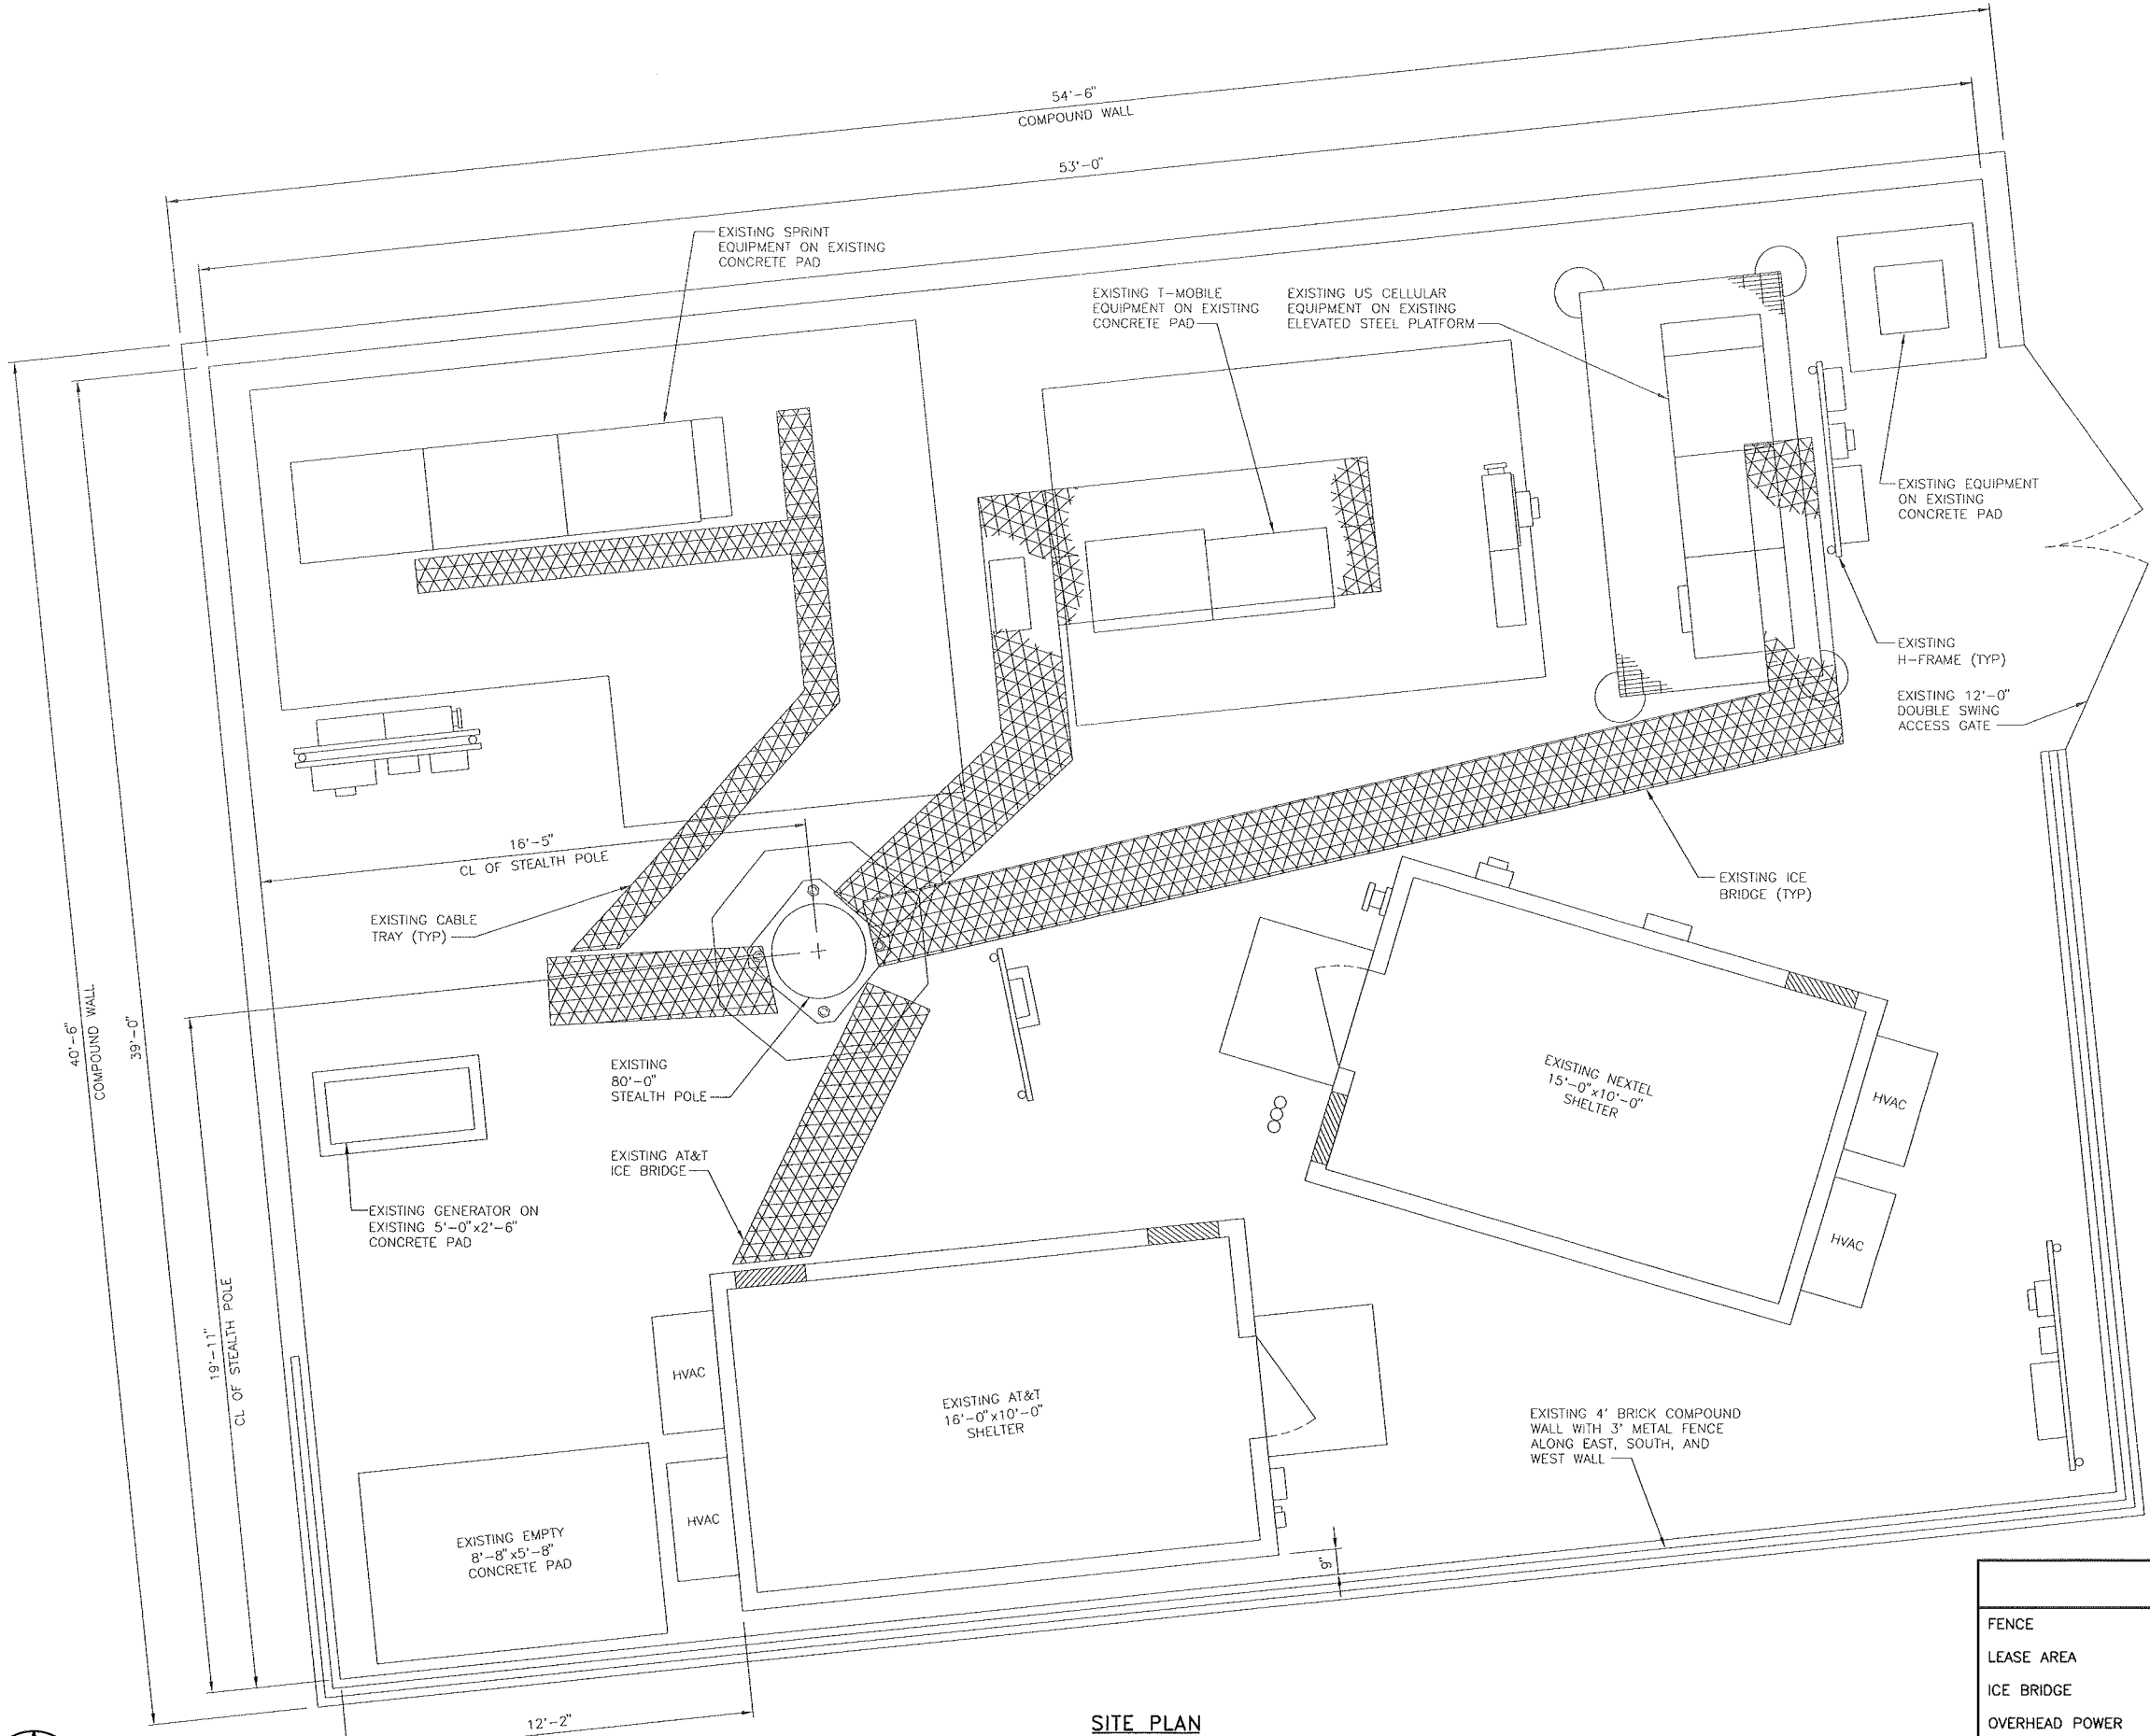 54'-6"
COMPOUND WALL
53'-0"
EXISTING SPRINT
EQUIPMENT ON EXISTING
CONCRETE PAD
EXISTING T-MOBILE
EQUIPMENT ON EXISTING
CONCRETE PAD
EXISTING US CELLULAR
EQUIPMENT ON EXISTING
ELEVATED STEEL PLATFORM
EXISTING EQUIPMENT
ON EXISTING
CONCRETE PAD
EXISTING
H-FRAME (TYP)
EXISTING 12'-0"
DOUBLE SWING
ACCESS GATE
16'-5"
CL OF STEALTH POLE
EXISTING CABLE
TRAY (TYP)
EXISTING ICE
BRIDGE (TYP)
40'-6"
COMPOUND WALL
39'-0"
EXISTING
80'-0"
STEALTH POLE
EXISTING NEXTEL
15'-0"x10'-0"
SHELTER
HVAC
HVAC
EXISTING AT&T
ICE BRIDGE
EXISTING GENERATOR ON
EXISTING 5'-0"x2'-6"
CONCRETE PAD
19'-11"
CL OF STEALTH POLE
HVAC
EXISTING AT&T
16'-0"x10'-0"
SHELTER
EXISTING 4' BRICK COMPOUND
WALL WITH 3' METAL FENCE
ALONG EAST, SOUTH, AND
WEST WALL
HVAC
EXISTING EMPTY
8'-8"x5'-8"
CONCRETE PAD
12'-2"
SITE PLAN
FENCE
LEASE AREA
ICE BRIDGE
OVERHEAD POWER